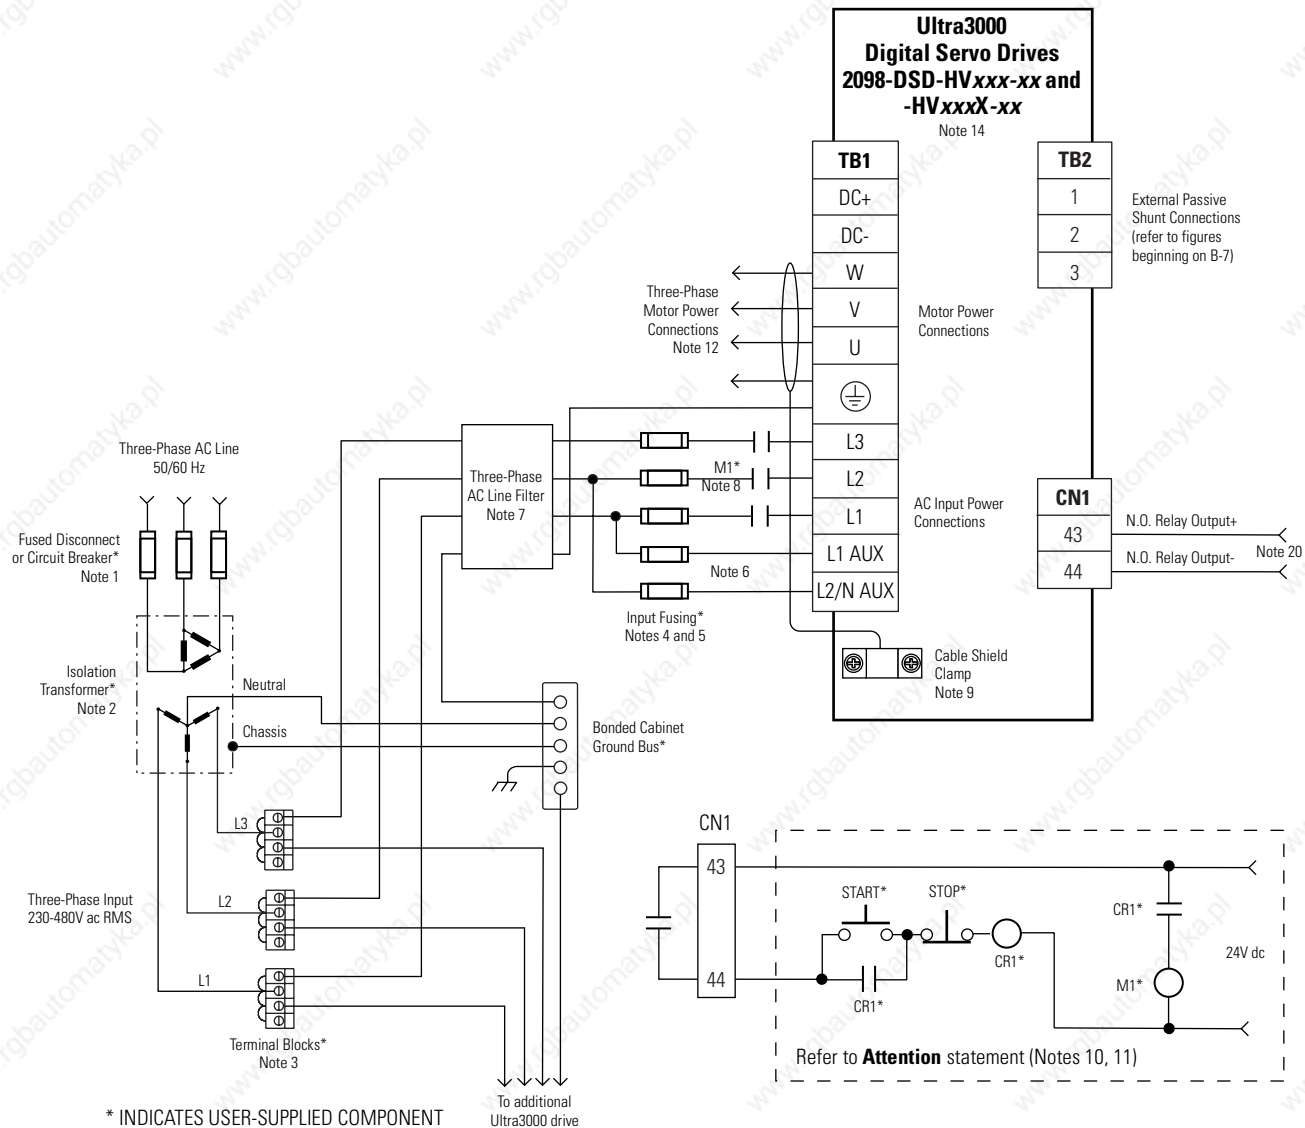 Ultra3000
Digital Servo Drives
2098-DSD-HVxxx-xx and
-HVxxxX-xx
Note 14
TB1
DC+
DC-
W
V
U
L3
L2
L1
L1 AUX
L2/N AUX
TB2
1
2
3
External Passive
Shunt Connections
(refer to figures
beginning on B-7)
Three-Phase
Motor Power
Connections
Note 12
Motor Power
Connections
Three-Phase AC Line
50/60 Hz
Fused Disconnect
or Circuit Breaker*
Note 1
Three-Phase
AC Line Filter
Note 7
M1*
Note 8
Note 6
Input Fusing*
Notes 4 and 5
AC Input Power
Connections
CN1
43
44
N.O. Relay Output+
N.O. Relay Output-
Note 20
Isolation
Transformer*
Note 2
Neutral
Chassis
Bonded Cabinet
Ground Bus*
Cable Shield
Clamp
Note 9
L3
L2
L1
Three-Phase Input
230-480V ac RMS
Terminal Blocks*
Note 3
To additional
Ultra3000 drive
* INDICATES USER-SUPPLIED COMPONENT
CN1
43
44
START*
STOP*
CR1*
CR1*
CR1*
M1*
24V dc
Refer to Attention statement (Notes 10, 11)
www.rgbautomatyka.pl